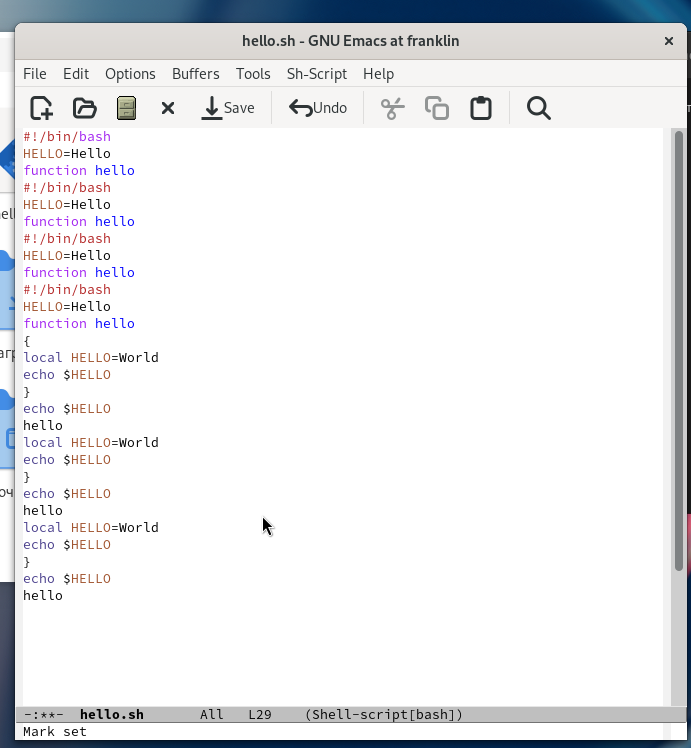 hello.sh - GNU Emacs at franklin
File Edit Options Buffers Tools Sh-Script Help
Save Undo
#!/bin/bash
HELLO=Hello
function hello
#!/bin/bash
HELLO=Hello
function hello
#!/bin/bash
HELLO=Hello
function hello
#!/bin/bash
HELLO=Hello
function hello
{
local HELLO=World
echo $HELLO
}
echo $HELLO
hello
local HELLO=World
echo $HELLO
}
echo $HELLO
hello
local HELLO=World
echo $HELLO
}
echo $HELLO
hello
-:**- hello.sh All L29 (Shell-script[bash])
Mark set